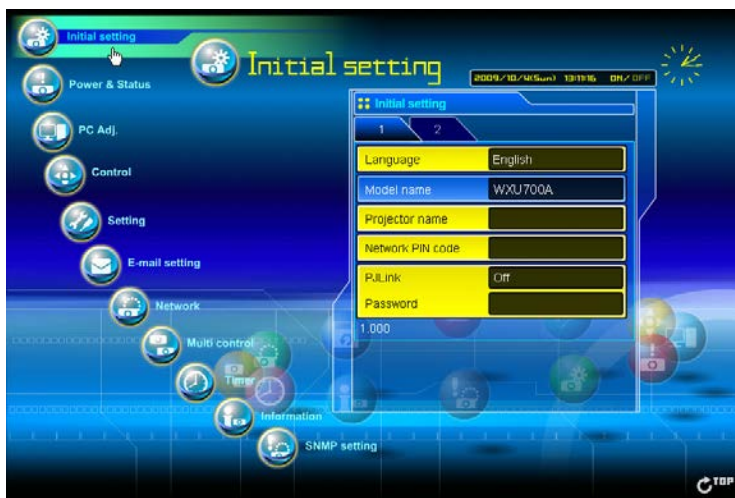 Initial setting
Power & Status
PC Adj.
Control
Setting
E-mail setting
Network
Multi control
Timer
Information
SNMP setting
Initial setting
2009/10/4(Sun) 13:11:16 ON/OFF
Initial setting
1 2
Language English
Model name WXU700A
Projector name
Network PIN code
PJLink Off
Password
1.000
TOP